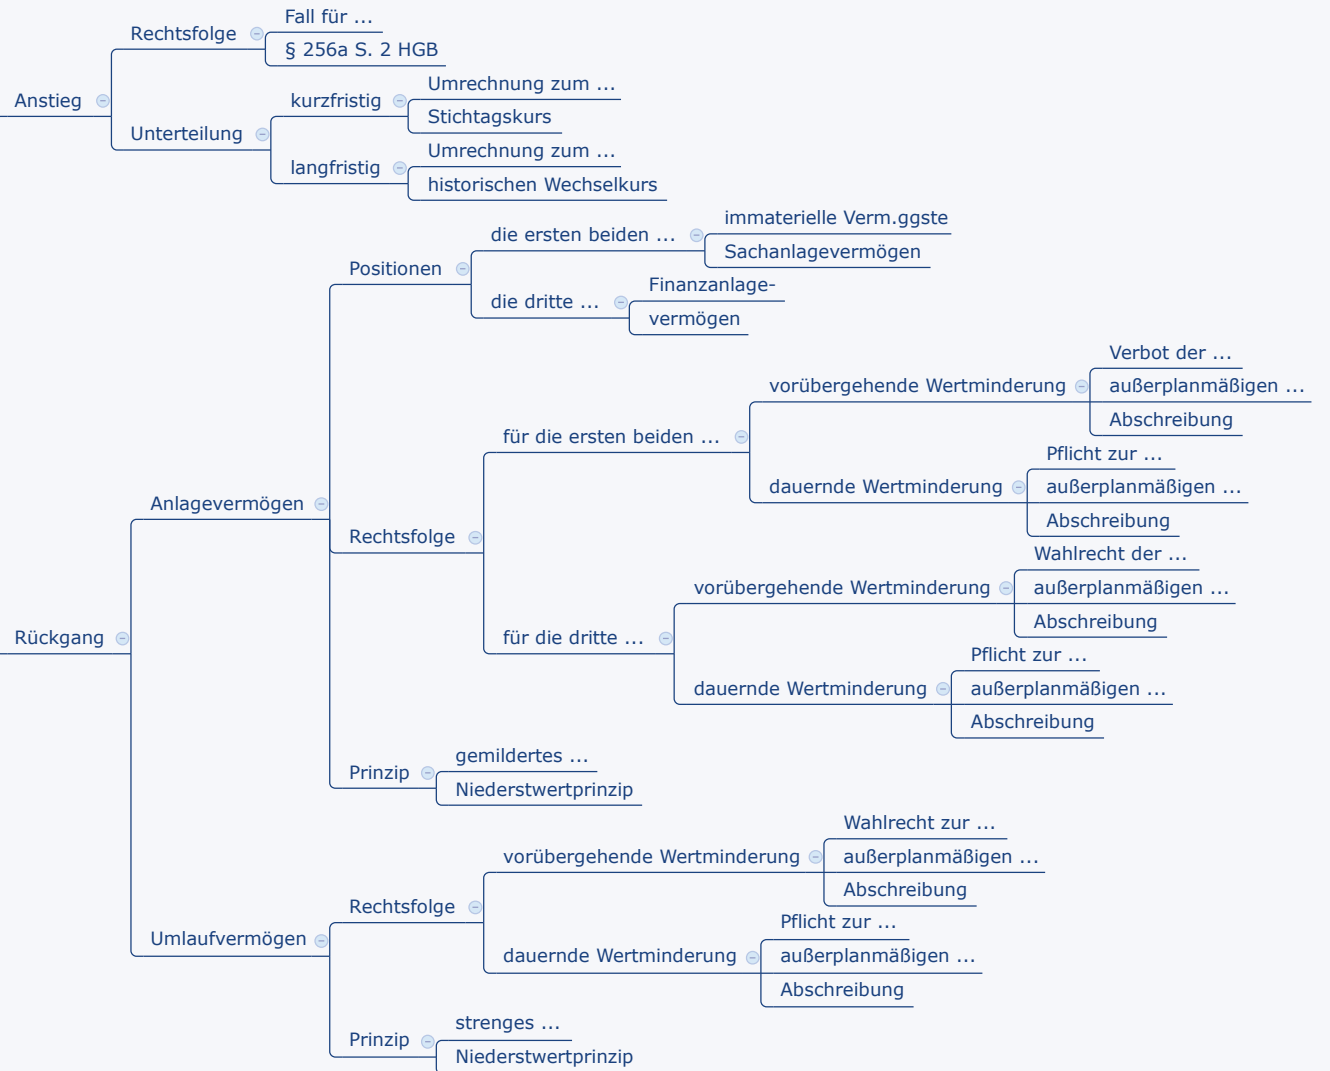 Fall für ...
Rechtsfolge
§ 256a S. 2 HGB
Umrechnung zum ...
Anstieg
kurzfristig
Stichtagskurs
Unterteilung
Umrechnung zum ...
langfristig
historischen Wechselkurs
immaterielle Verm.ggste
die ersten beiden ...
Sachanlagevermögen
Positionen
Finanzanlage-
die dritte ...
vermögen
Verbot der ...
vorübergehende Wertminderung
außerplanmäßigen ...
Abschreibung
für die ersten beiden ...
Pflicht zur ...
dauernde Wertminderung
außerplanmäßigen ...
Abschreibung
Anlagevermögen
Rechtsfolge
Wahlrecht der ...
vorübergehende Wertminderung
außerplanmäßigen ...
Abschreibung
Rückgang
für die dritte ...
Pflicht zur ...
dauernde Wertminderung
außerplanmäßigen ...
Abschreibung
gemildertes ...
Prinzip
Niederstwertprinzip
Wahlrecht zur ...
vorübergehende Wertminderung
außerplanmäßigen ...
Abschreibung
Rechtsfolge
Pflicht zur ...
Umlaufvermögen
dauernde Wertminderung
außerplanmäßigen ...
Abschreibung
strenges ...
Prinzip
Niederstwertprinzip